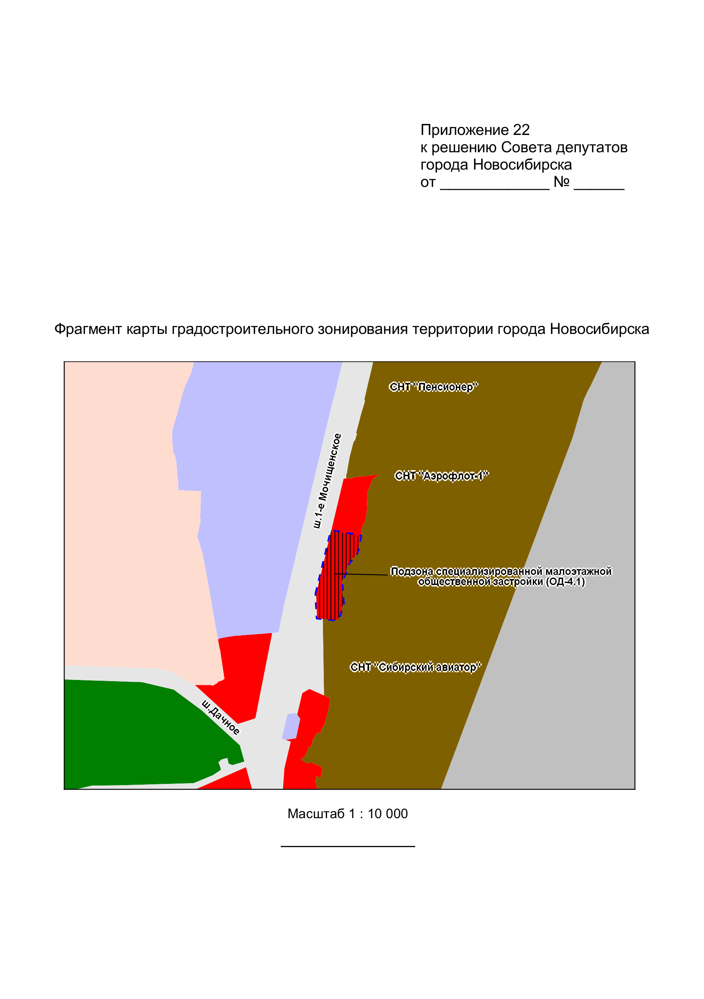 Приложение 22
к решению Совета депутатов
города Новосибирска
от _____________ № ______
Фрагмент карты градостроительного зонирования территории города Новосибирска
СНТ "Пенсионер"
ш.1-е Мочищенское
СНТ "Аэрофлот-1"
Подзона специализированной малоэтажной
общественной застройки (ОД-4.1)
СНТ "Сибирский авиатор"
ш.Дачное
Масштаб 1 : 10 000